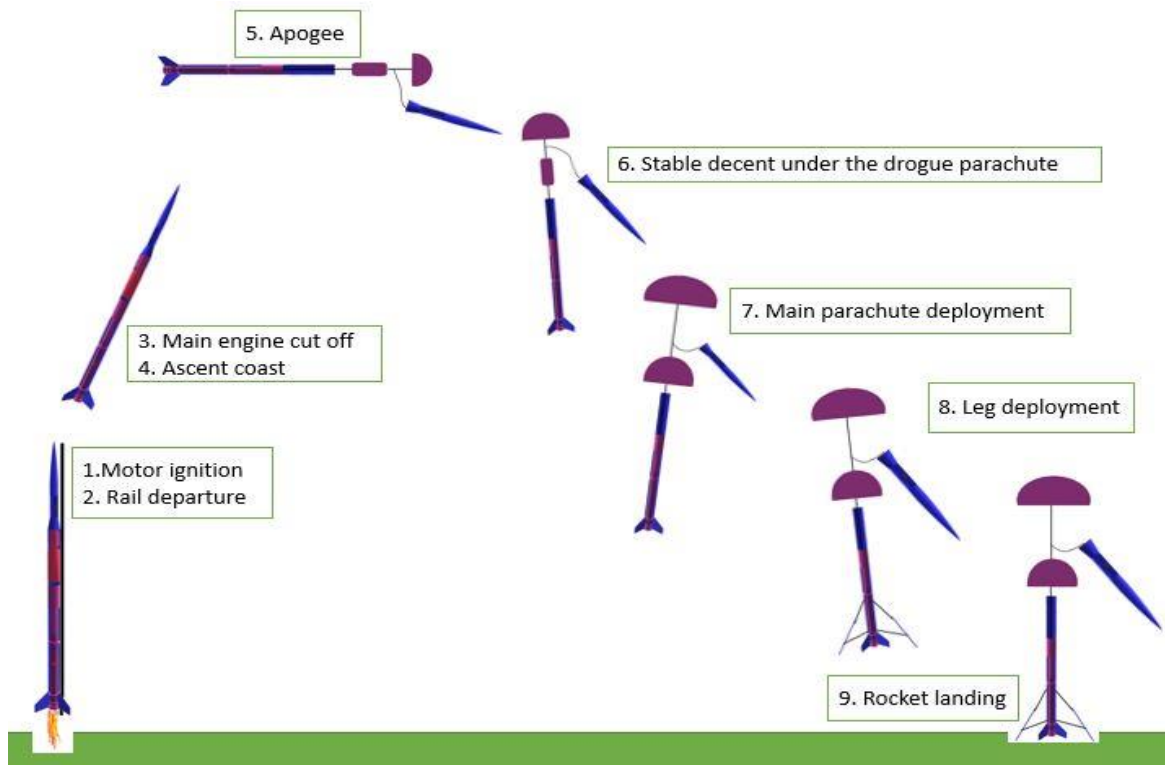 5. Apogee
6. Stable decent under the drogue parachute
7. Main parachute deployment
3. Main engine cut off
4. Ascent coast
8. Leg deployment
1.Motor ignition
2. Rail departure
9. Rocket landing